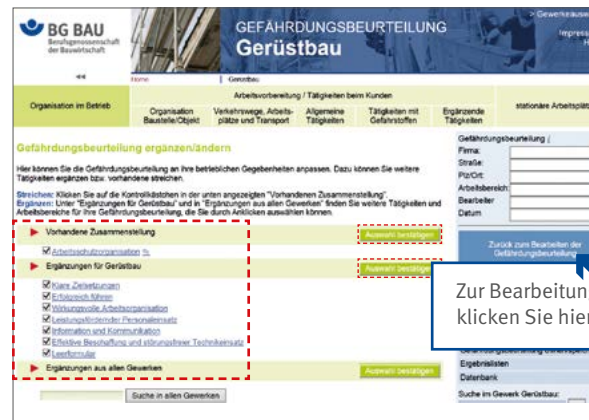 BG BAU
Berufsgenossenschaft
der Bauwirtschaft
GEFÄHRDUNGSBEURTEILUNG
Gerüstbau
> Gewerkeausw
Impress
H
Home
Gerüstbau
Organisation im Betrieb
Arbeitsvorbereitung / Tätigkeiten beim Kunden
Organisation
Baustelle/Objekt
Verkehrswege, Arbeits-
plätze und Transport
Allgemeine
Tätigkeiten
Tätigkeiten mit
Gefahrstoffen
Ergänzende
Tätigkeiten
stationäre Arbeitsplät
Gefährdungsbeurteilung ergänzen/ändern
Hier können Sie die Gefährdungsbeurteilung an ihre betrieblichen Gegebenheiten anpassen. Dazu können Sie weitere
Tätigkeiten ergänzen bzw. vorhandene streichen.
Streichen: Klicken Sie auf die Kontrollkästchen in der unten angezeigten "Vorhandenen Zusammenstellung".
Ergänzen: Unter "Ergänzungen für Gerüstbau" und in "Ergänzungen aus allen Gewerken" finden Sie weitere Tätigkeiten und
Arbeitsbereiche für Ihre Gefährdungsbeurteilung, die Sie durch Anklicken auswählen können.
Vorhandene Zusammenstellung
Auswahl bestätigen
Arbeitsschutzorganisation
Ergänzungen für Gerüstbau
Auswahl bestätigen
Klare Zielsetzungen
Erfolgreich führen
Wirkungsvolle Arbeitsorganisation
Leistungsfördernder Personaleinsatz
Information und Kommunikation
Effektive Beschaffung und störungsfreier Technikeinsatz
Leerformular
Ergänzungen aus allen Gewerken
Auswahl bestätigen
Suche in allen Gewerken
Gefährdungsbeurteilung
Firma:
Straße:
Plz/Ort:
Arbeitsbereich:
Bearbeiter
Datum
Zurück zum Bearbeiten der
Gefährdungsbeurteilung
Zur Bearbeitun
klicken Sie hier
Ergebnislisten
Datenbank
Suche im Gewerk Gerüstbau: